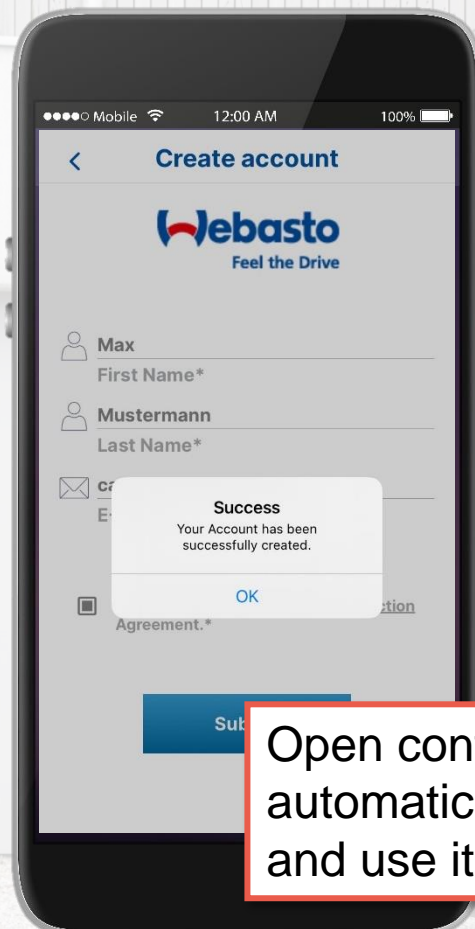 Mobile 12:00 AM 100%
Create account
Webasto
Feel the Drive
Max
First Name*
Mustermann
Last Name*
Success
Your Account has been
successfully created.
OK
Agreement.*
Open
automatic
and use it